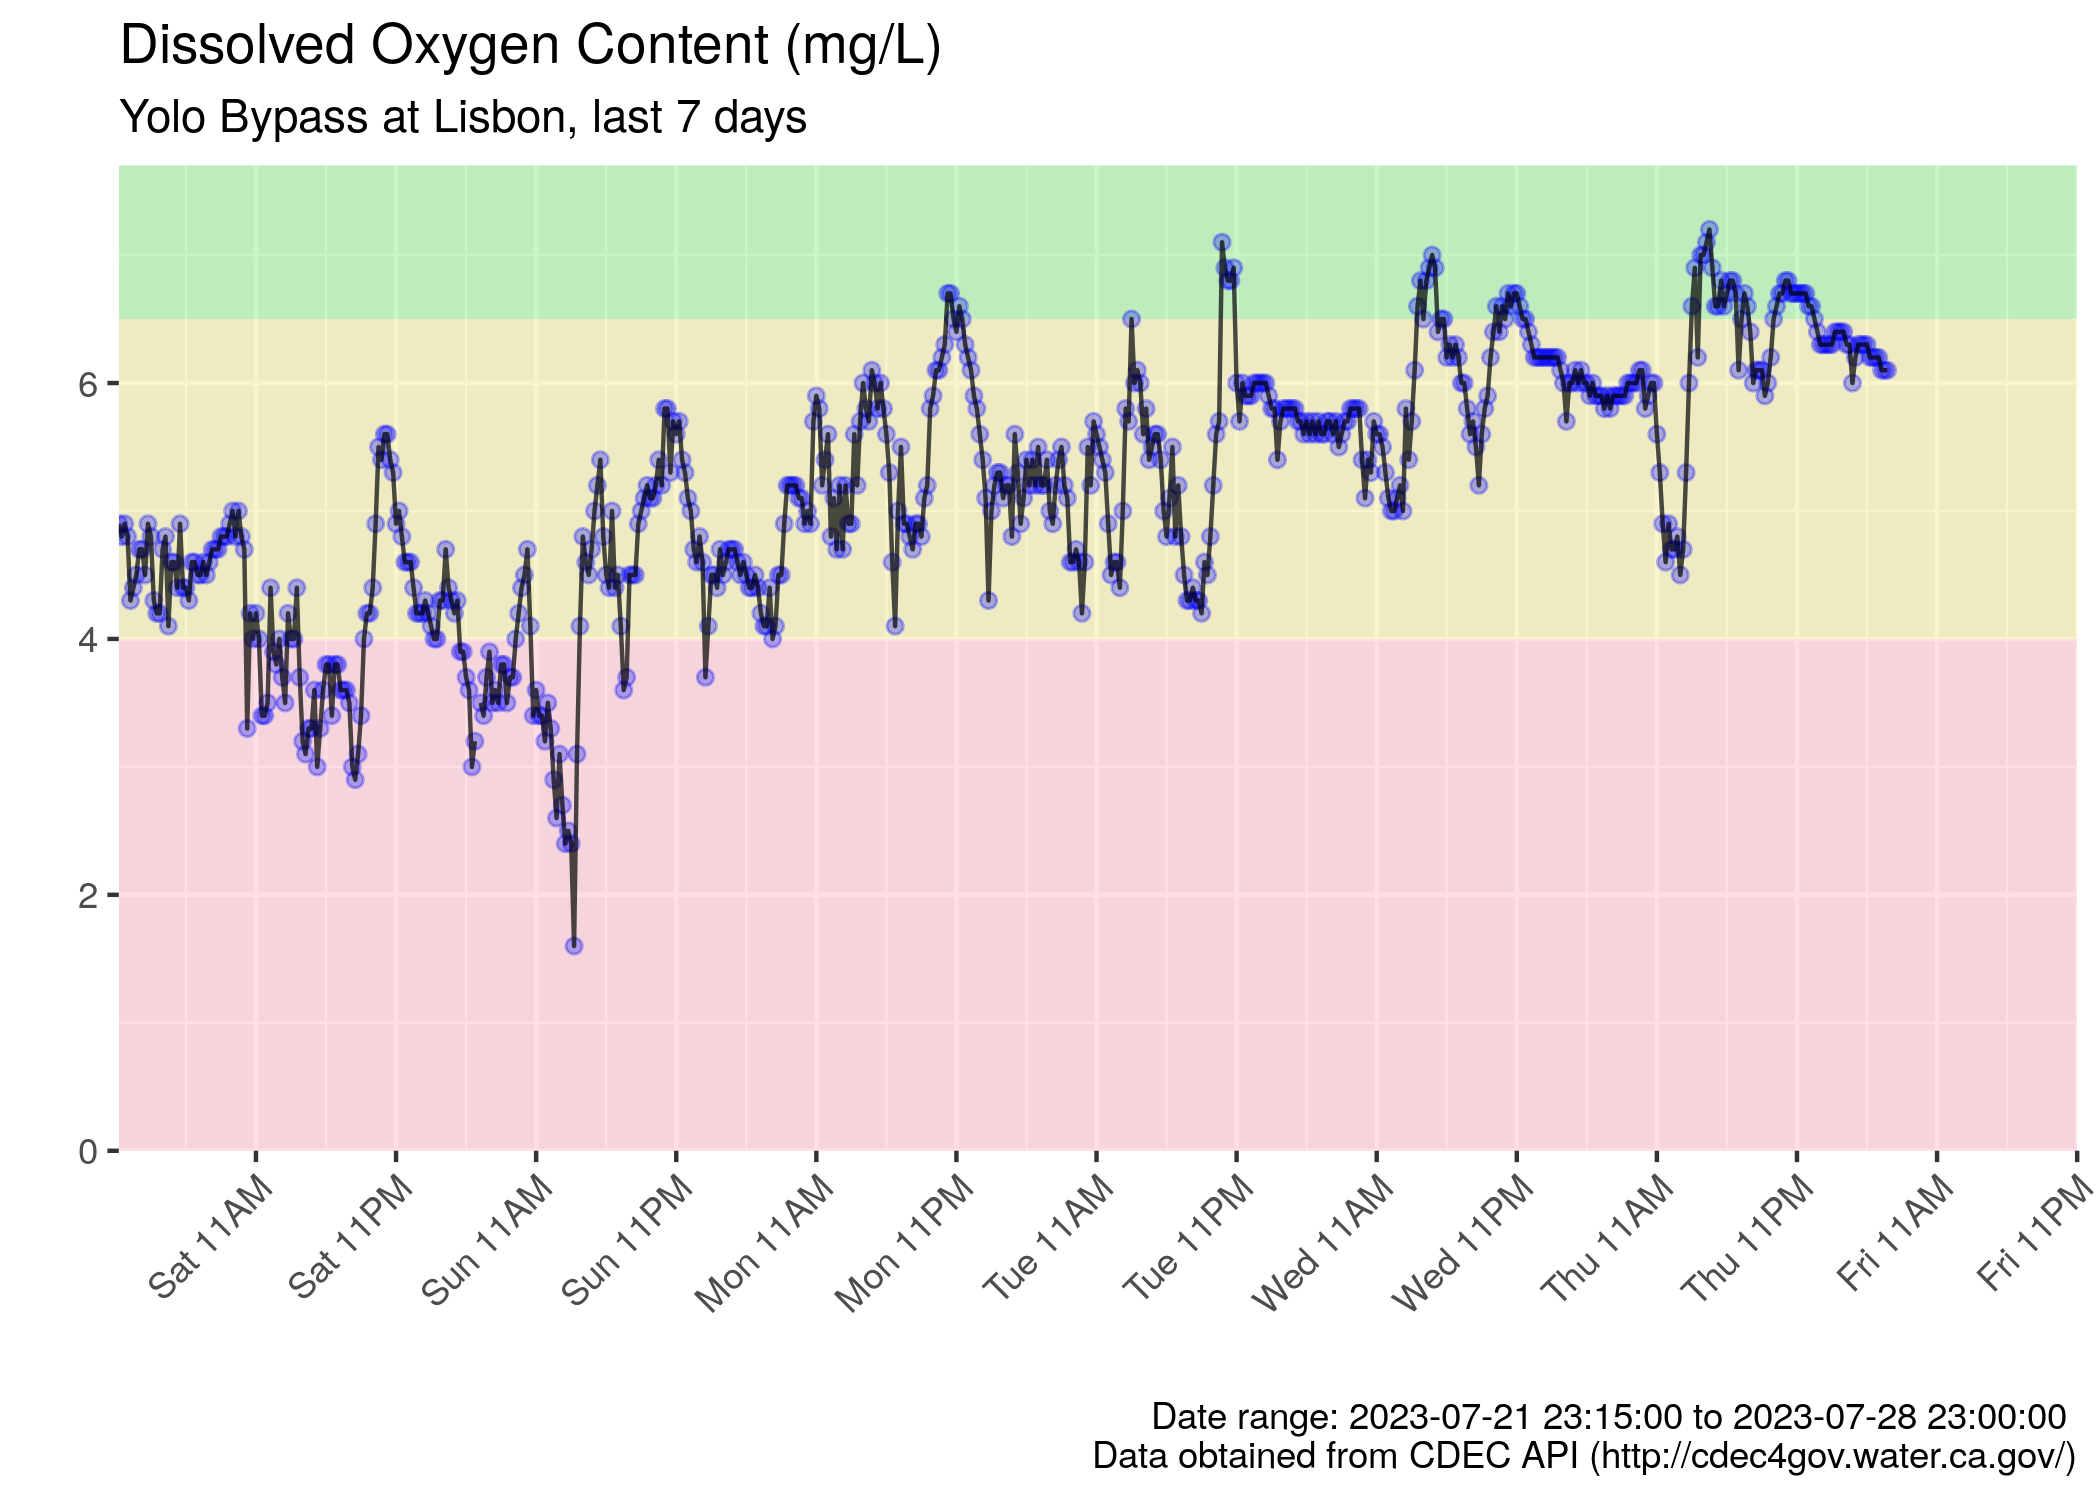 Dissolved Oxygen Content (mg/L)
Yolo Bypass at Lisbon, last 7 days
6
4
2
0
Sat 11AM
Sat 11PM
Sun 11AM
Sun 11PM
Mon 11AM
Mon 11PM
Tue 11AM
Tue 11PM
Wed 11AM
Wed 11PM
Thu 11AM
Thu 11PM
Fri 11AM
Fri 11PM
Date range: 2023-07-21 23:15:00 to 2023-07-28 23:00:00
Data obtained from CDEC API (http://cdec4gov.water.ca.gov/)